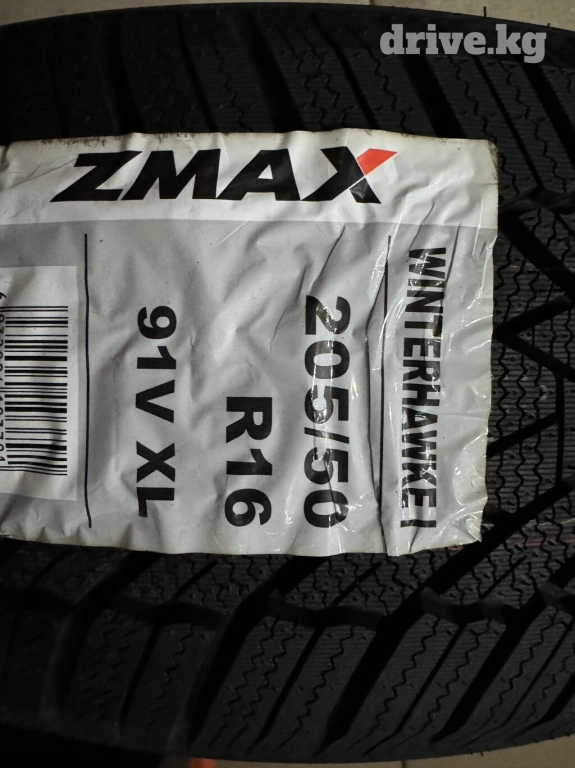 drive.kg
ZMAX
WINTERHAWKE I
205/50
R16
91V XL